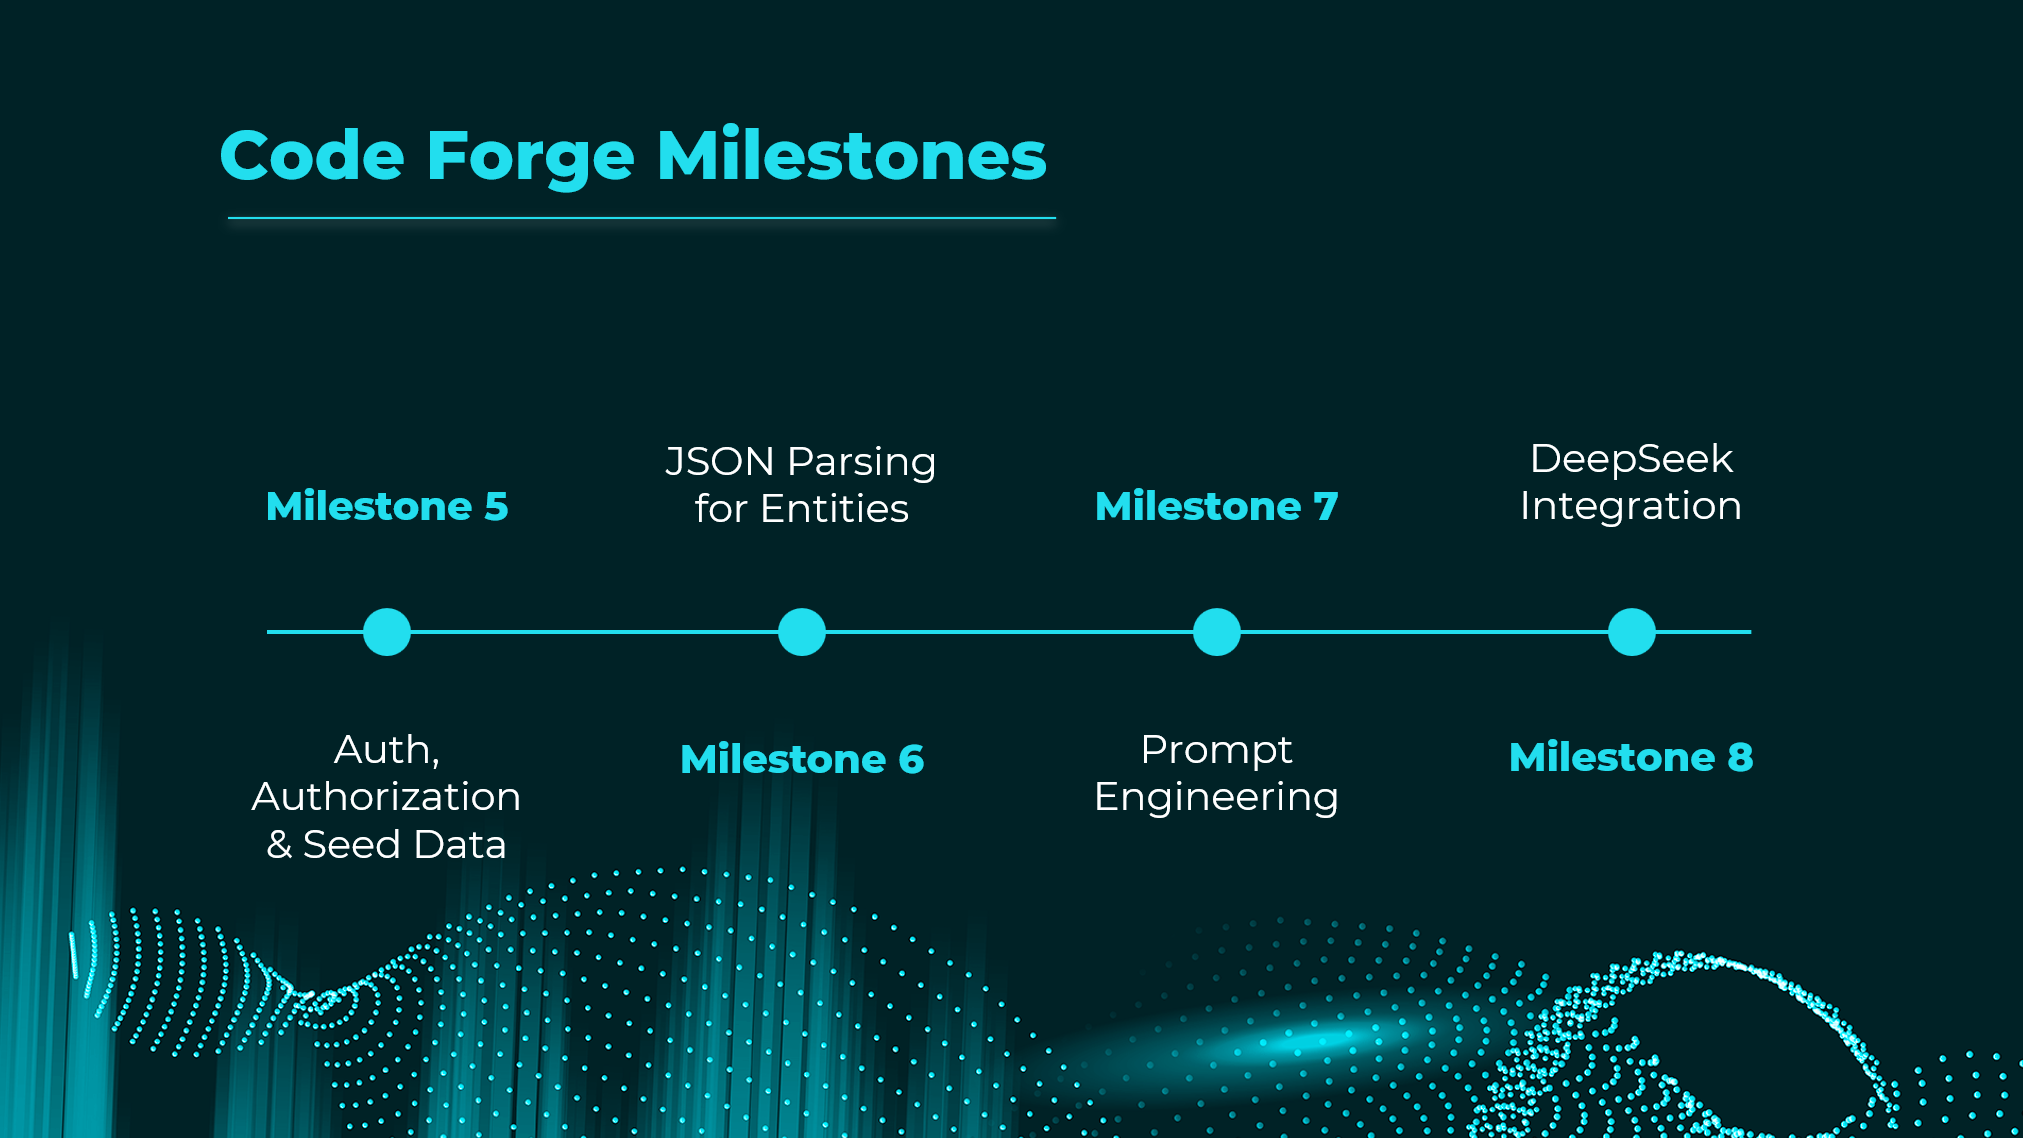 Code Forge Milestones
Milestone 5
Auth,
Authorization
& Seed Data
JSON Parsing
for Entities
Milestone 6
Milestone 7
Prompt
Engineering
DeepSeek
Integration
Milestone 8